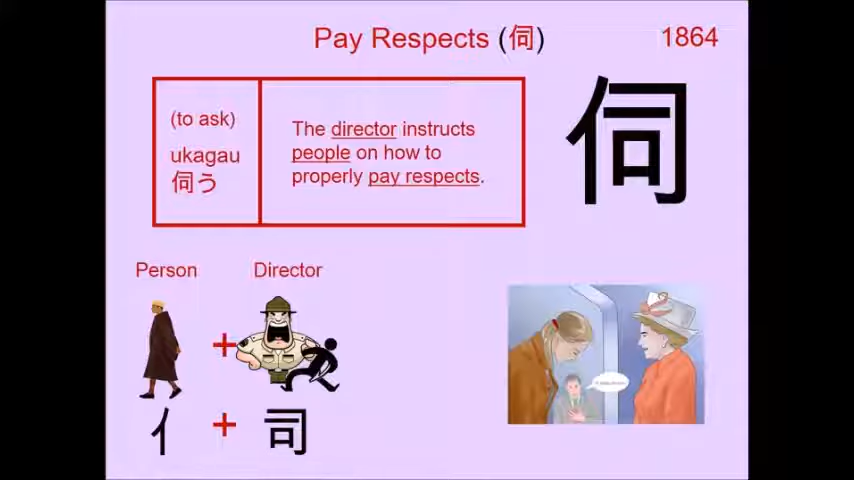 Pay Respects (伺)
1864
(to ask)
ukagau
伺う
The director instructs
people on how to
properly pay respects.
伺
Person
Director
+
亻 + 司